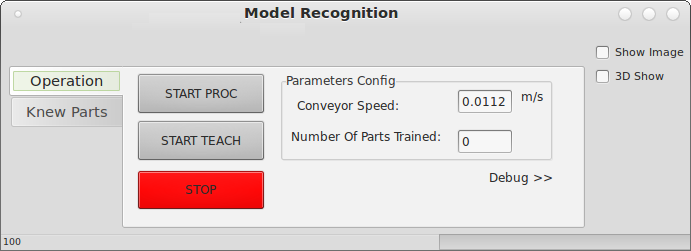 Model Recognition
Show Image
3D Show
Operation
Knew Parts
START PROC
START TEACH
STOP
Parameters Config
Conveyor Speed: 0.0112 m/s
Number Of Parts Trained: 0
Debug >>
100